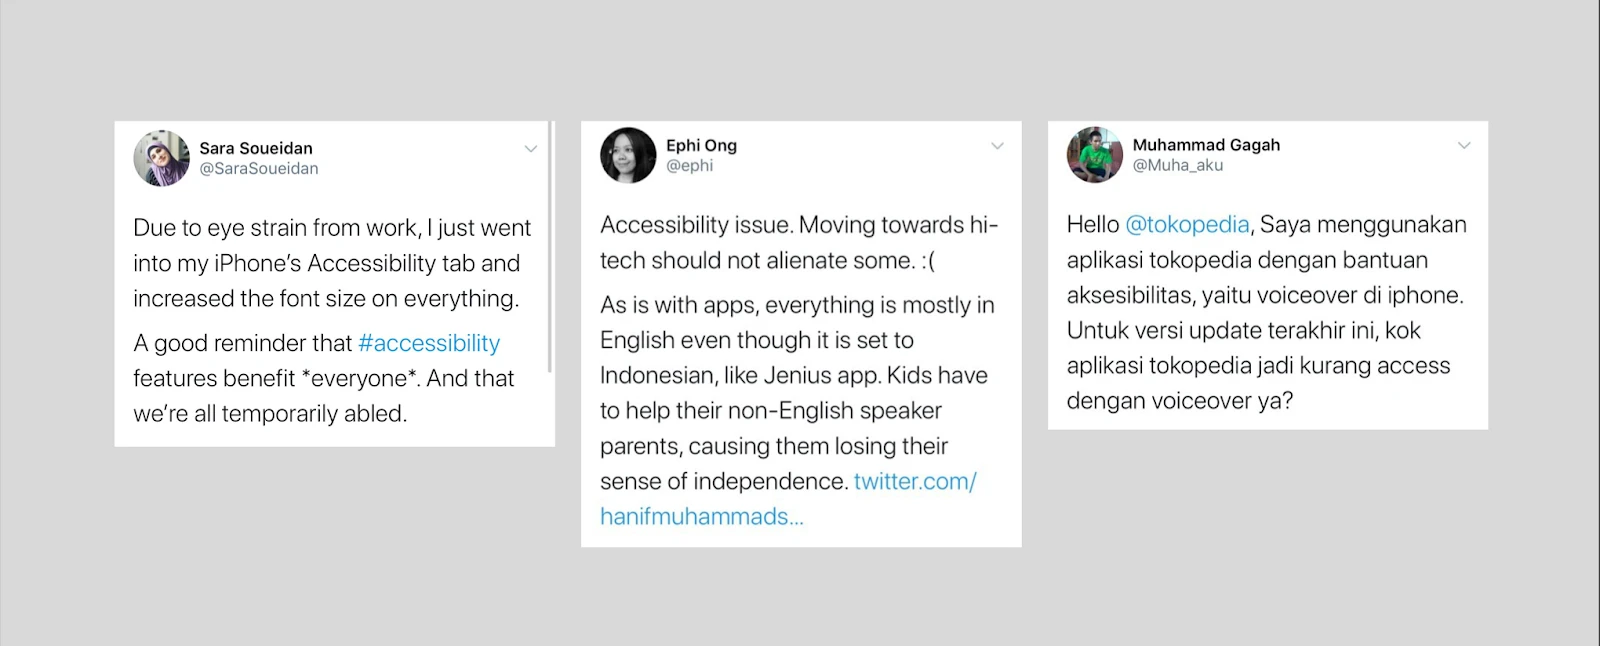 Sara Soueidan
@SaraSoueidan
Due to eye strain from work, I just went
into my iPhone's Accessibility tab and
increased the font size on everything.
A good reminder that #accessibility
features benefit *everyone*. And that
we're all temporarily abled.
Ephi Ong
@ephi
Accessibility issue. Moving towards hi-
tech should not alienate some. :(
As is with apps, everything is mostly in
English even though it is set to
Indonesian, like Jenius app. Kids have
to help their non-English speaker
parents, causing them losing their
sense of independence. twitter.com/
hanifmuhammads...
Muhammad Gagah
@Muha_aku
Hello @tokopedia, Saya menggunakan
aplikasi tokopedia dengan bantuan
aksesibilitas, yaitu voiceover di iphone.
Untuk versi update terakhir ini, kok
aplikasi tokopedia jadi kurang access
dengan voiceover ya?